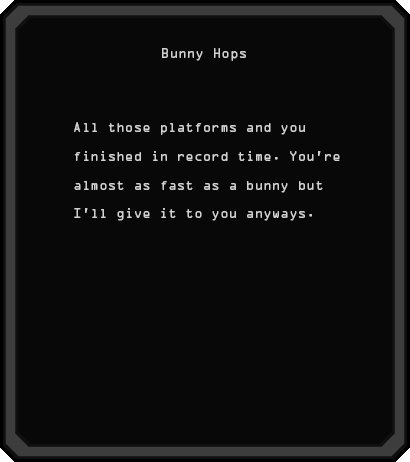 Bunny Hops
All those platforms and you
finished in record time. You're
almost as fast as a bunny but
I'll give it to you anyways.